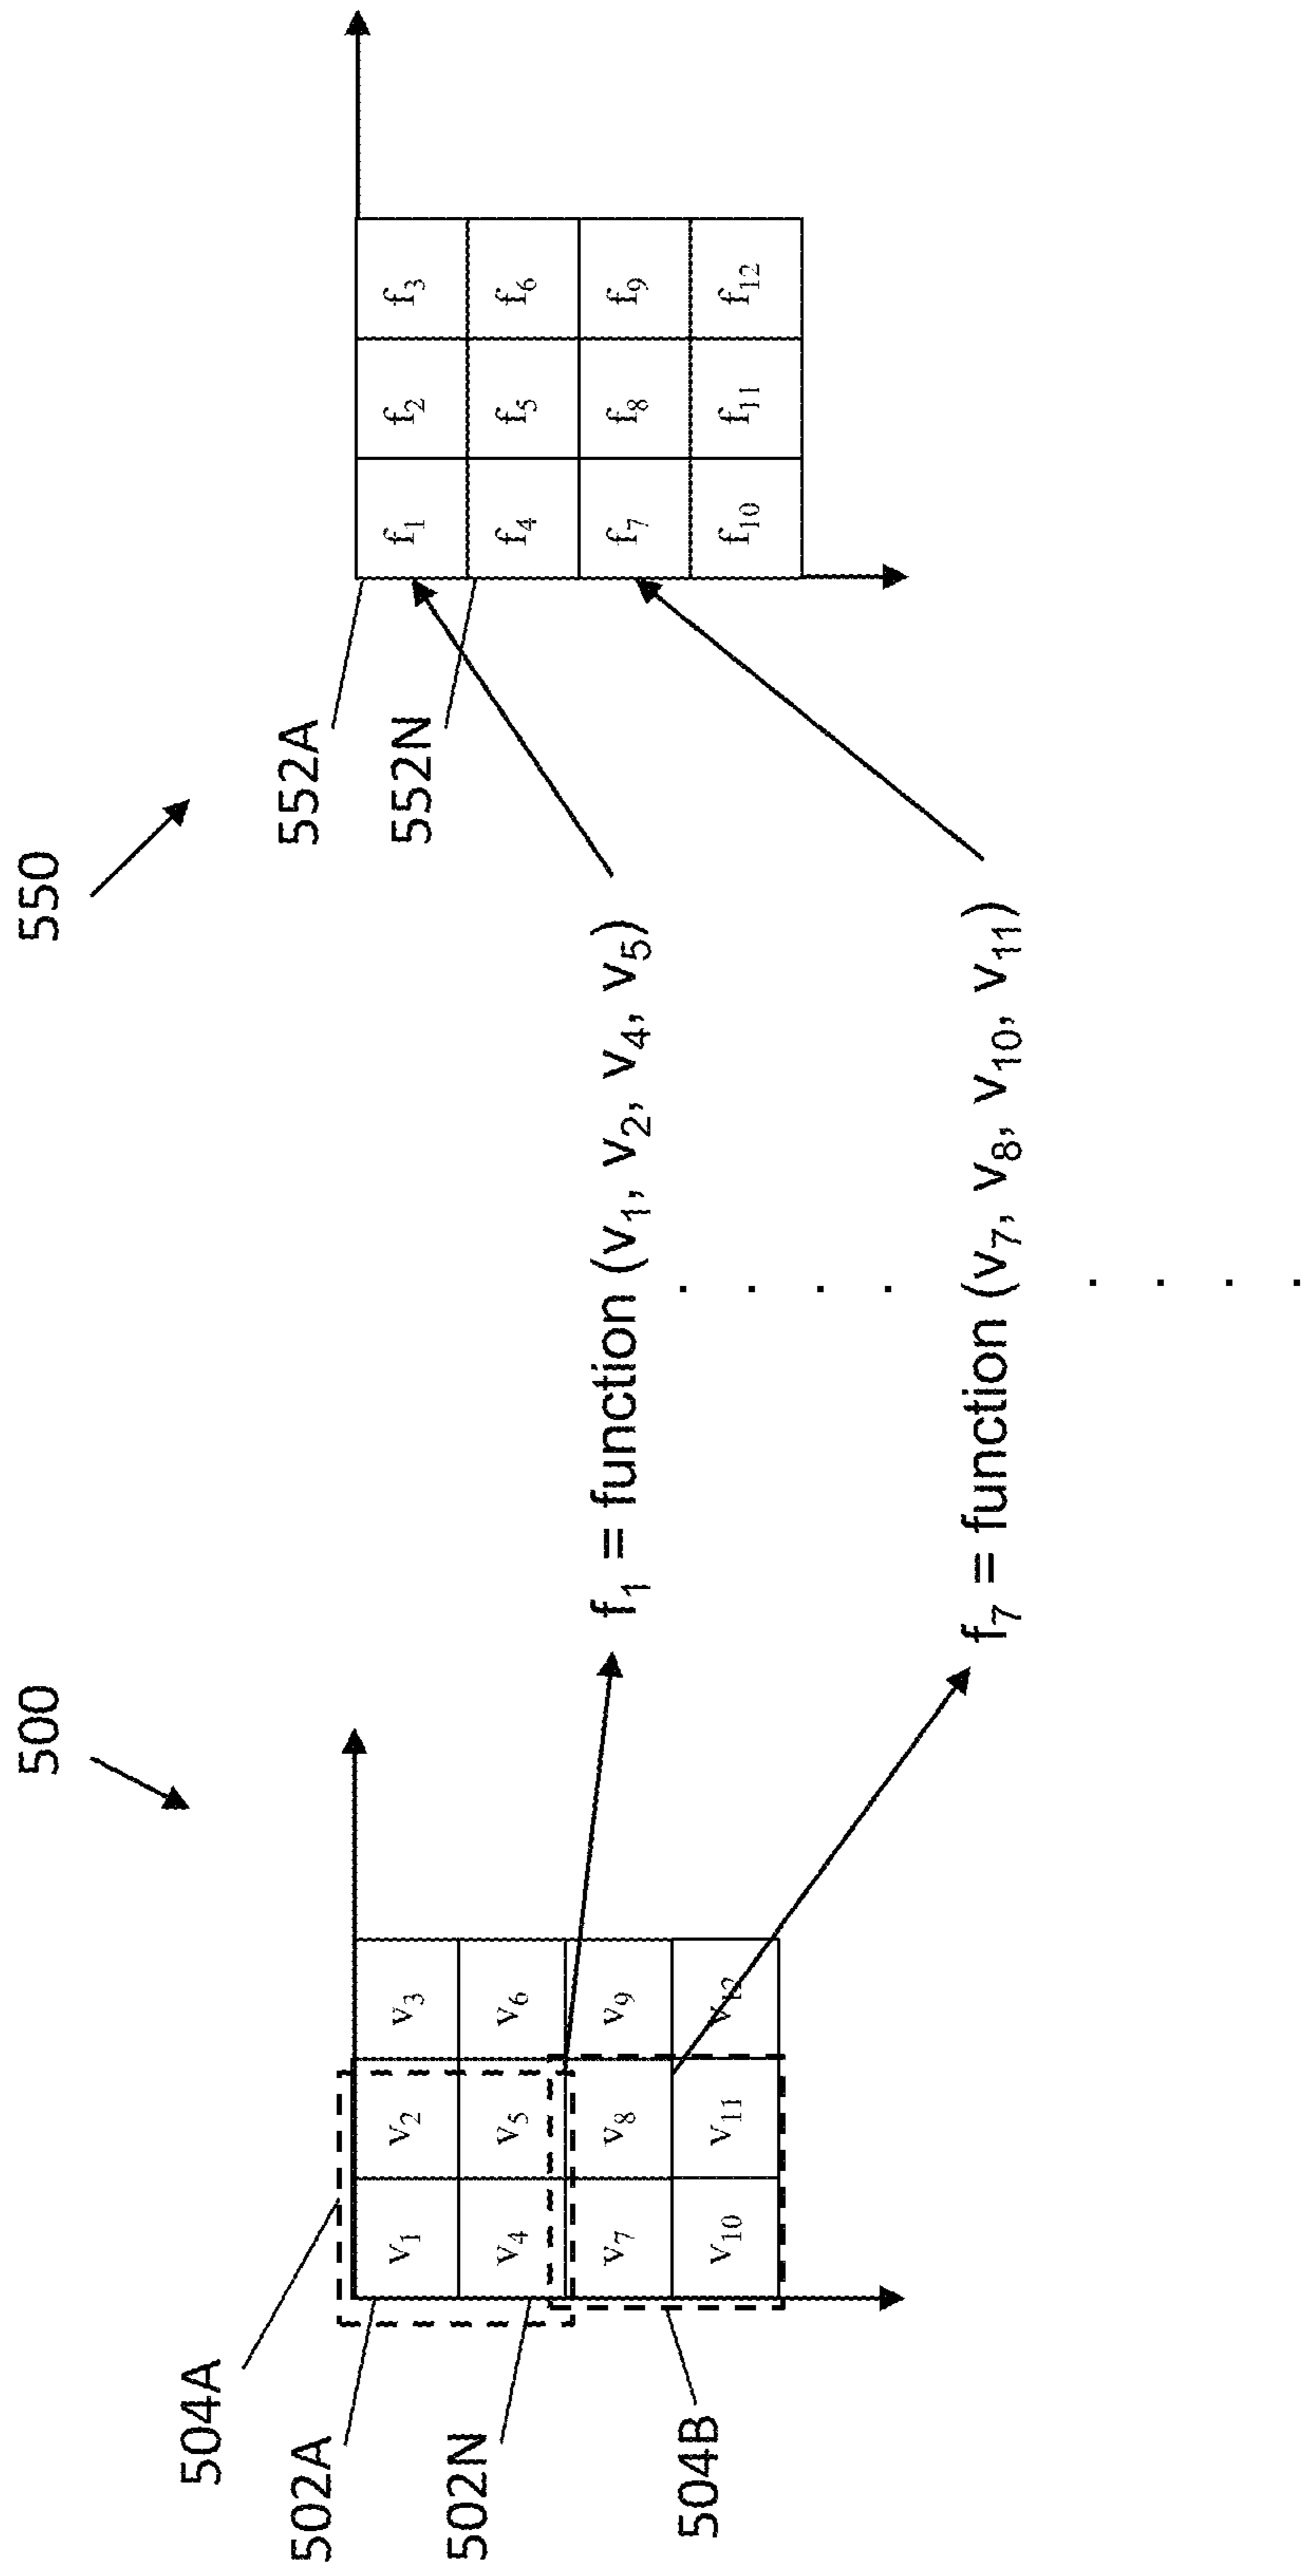 500
550
504A
502A
502N
504B
v1 v2 v3
v4 v5 v6
v7 v8 v9
v10 v11 v12
f1 = function (v1, v2, v4, v5)
. . . .
f7 = function (v7, v8, v10, v11)
. . . .
552A
552N
f1 f2 f3
f4 f5 f6
f7 f8 f9
f10 f11 f12